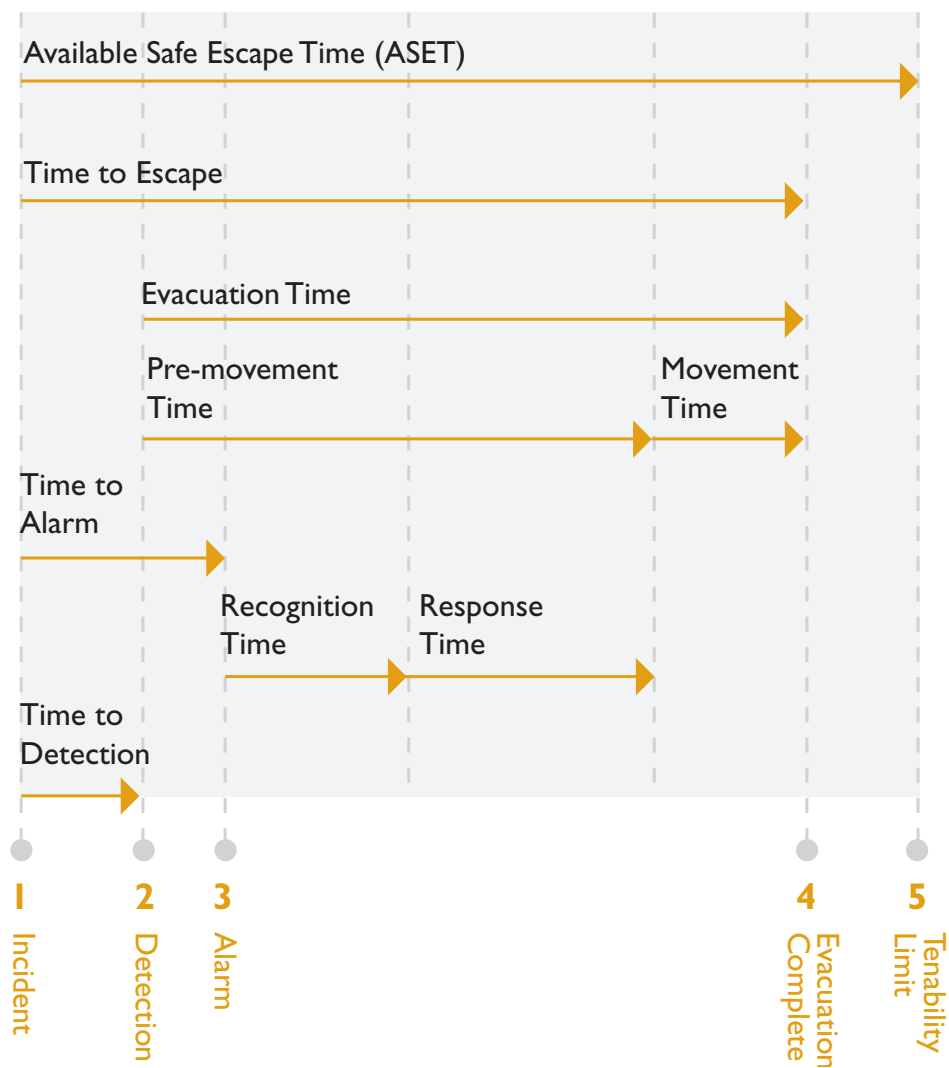 Available Safe Escape Time (ASET)
Time to Escape
Evacuation Time
Pre-movement
Time
Movement
Time
Time to
Alarm
Recognition
Time
Response
Time
Time to
Detection
1
2
3
4
5
Incident
Detection
Alarm
Evacuation
Complete
Tenability
Limit